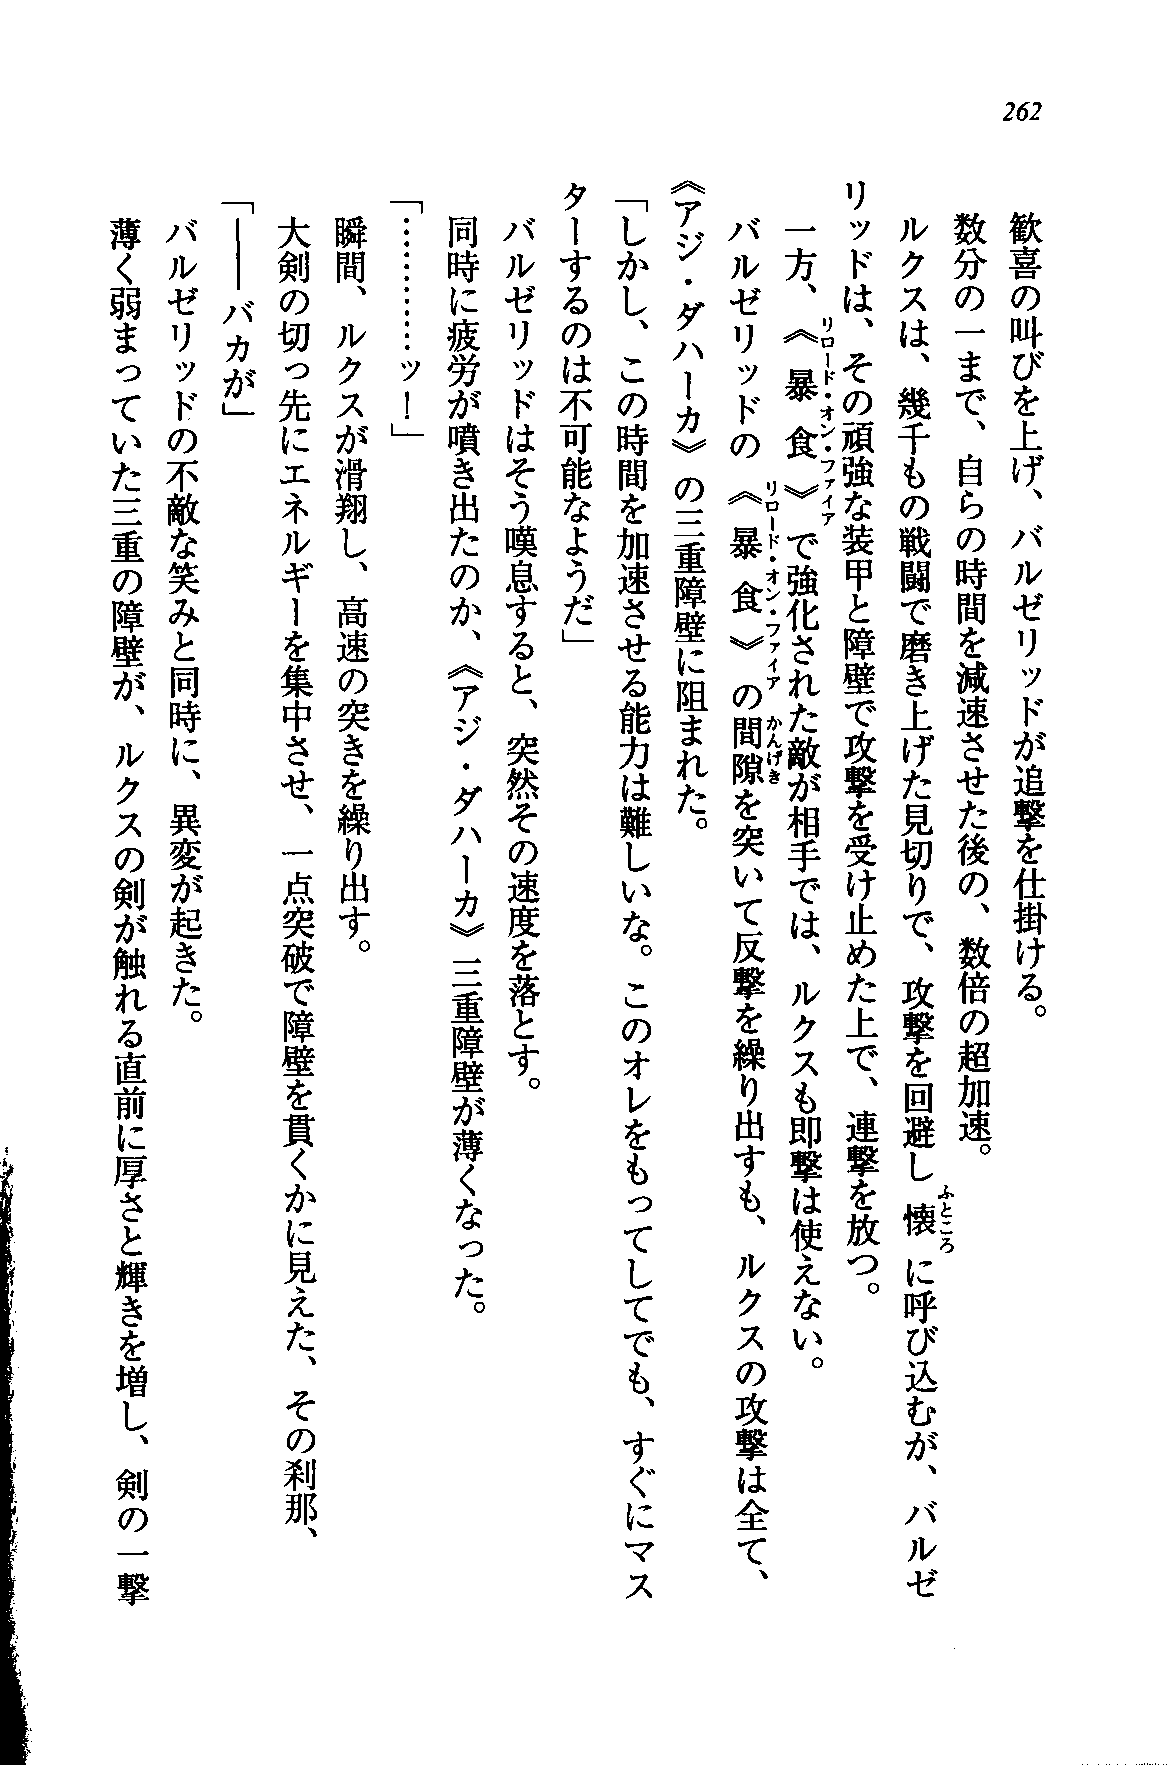 262
歓喜の叫びを上げ、バルゼリッドが追撃を仕掛ける。
数分の一まで、自らの時間を減速させた後の、数倍の超加速。
ルクスは、幾千もの戦闘で磨き上げた見切りで、攻撃を回避し懐に呼び込むが、バルゼ
ふところ
リッドは、その頑強な装甲と障壁で攻撃を受け止めた上で、連撃を放つ。
一方、《暴食》で強化された敵が相手では、ルクスも即撃は使えない。
リロード・オン・ファイア
バルゼリッドの《暴食》の間隙を突いて反撃を繰り出すも、ルクスの攻撃は全て、
リロード・オン・ファイア かんげき
《アジ・ダハーカ》の三重障壁に阻まれた。
「しかし、この時間を加速させる能力は難しいな。このオレをもってしてでも、すぐにマス
ターするのは不可能なようだ」
バルゼリッドはそう嘆息すると、突然その速度を落とす。
同時に疲労が噴き出たのか、《アジ・ダハーカ》三重障壁が薄くなった。
「………ッ！」
瞬間、ルクスが滑翔し、高速の突きを繰り出す。
大剣の切っ先にエネルギーを集中させ、一点突破で障壁を貫くかに見えた、その刹那、
「――バカが」
バルゼリッドの不敵な笑みと同時に、異変が起きた。
薄く弱まっていた三重の障壁が、ルクスの剣が触れる直前に厚さと輝きを増し、剣の一撃